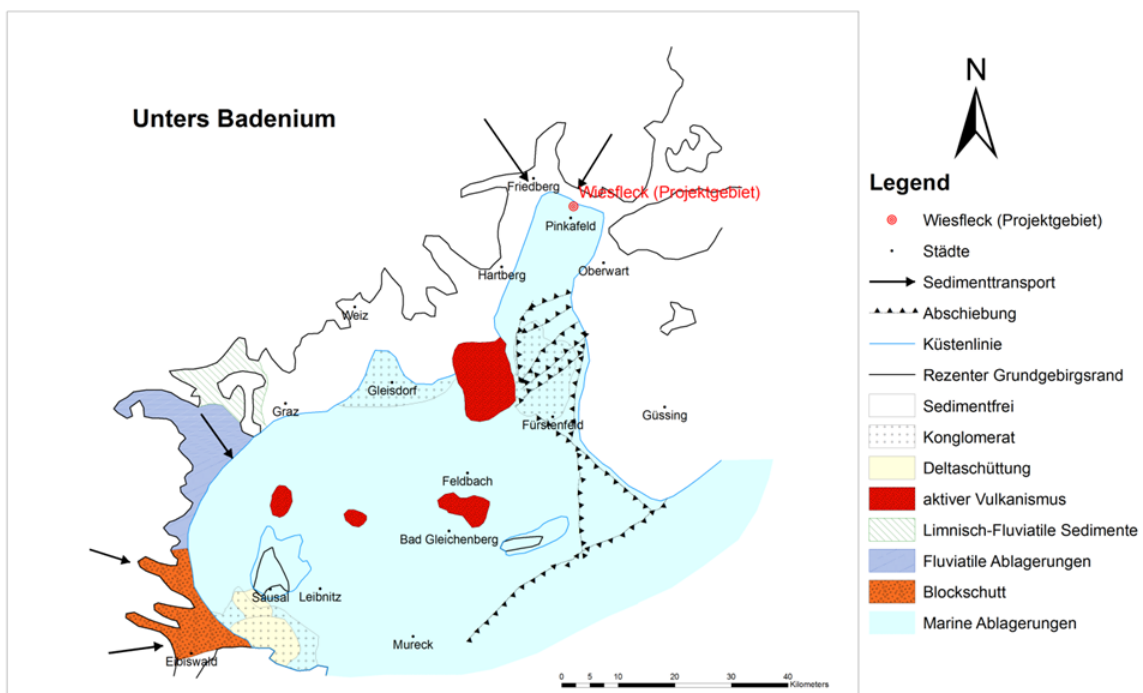 Unters Badenium
Friedberg
Wiesfleck (Projektgebiet)
Pinkafeld
Hartberg
Oberwart
Weiz
Gleisdorf
Graz
Fürstenfeld
Güssing
Feldbach
Bad Gleichenberg
Sausal
Leibnitz
Mureck
Eibiswald
0 5 10 20 30 40
Kilometers
N
Legend
Wiesfleck (Projektgebiet)
Städte
Sedimenttransport
Abschiebung
Küstenlinie
Rezenter Grundgebirgsrand
Sedimentfrei
Konglomerat
Deltaschüttung
aktiver Vulkanismus
Limnisch-Fluviatile Sedimente
Fluviatile Ablagerungen
Blockschutt
Marine Ablagerungen